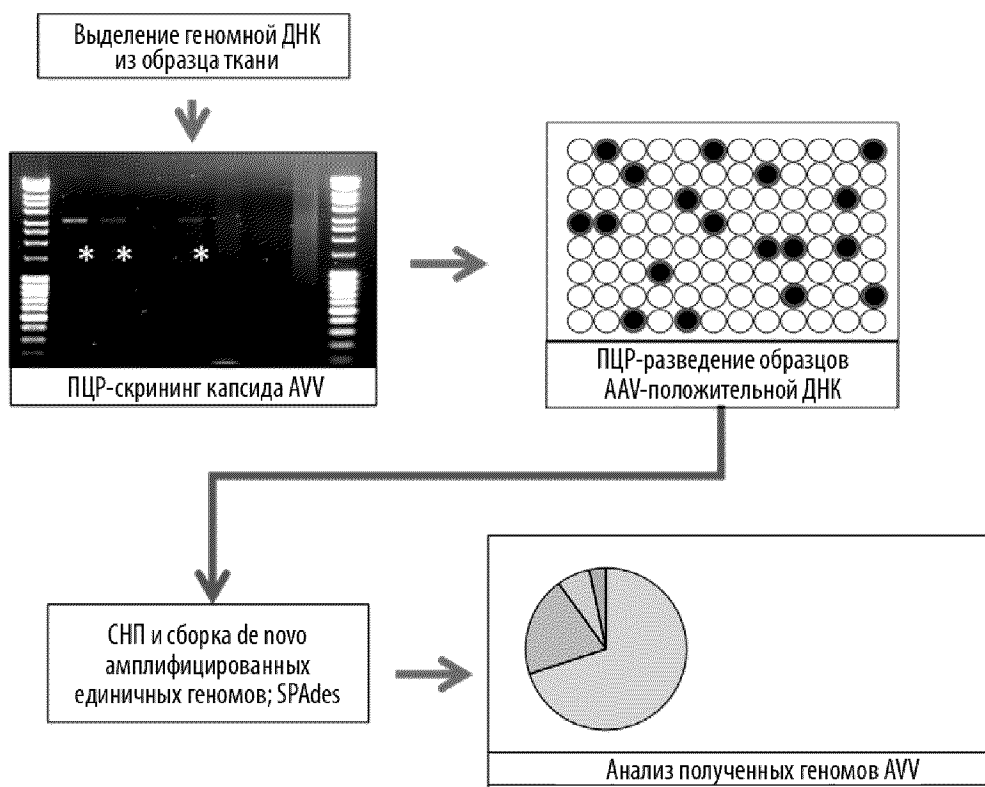 Выделение геномной ДНК
из образца ткани
* * *
ПЦР-скрининг капсида AVV
ПЦР-разведение образцов
AAV-положительной ДНК
СНП и сборка de novo
амплифицированных
единичных геномов; SPAdes
Анализ полученных геномов AVV